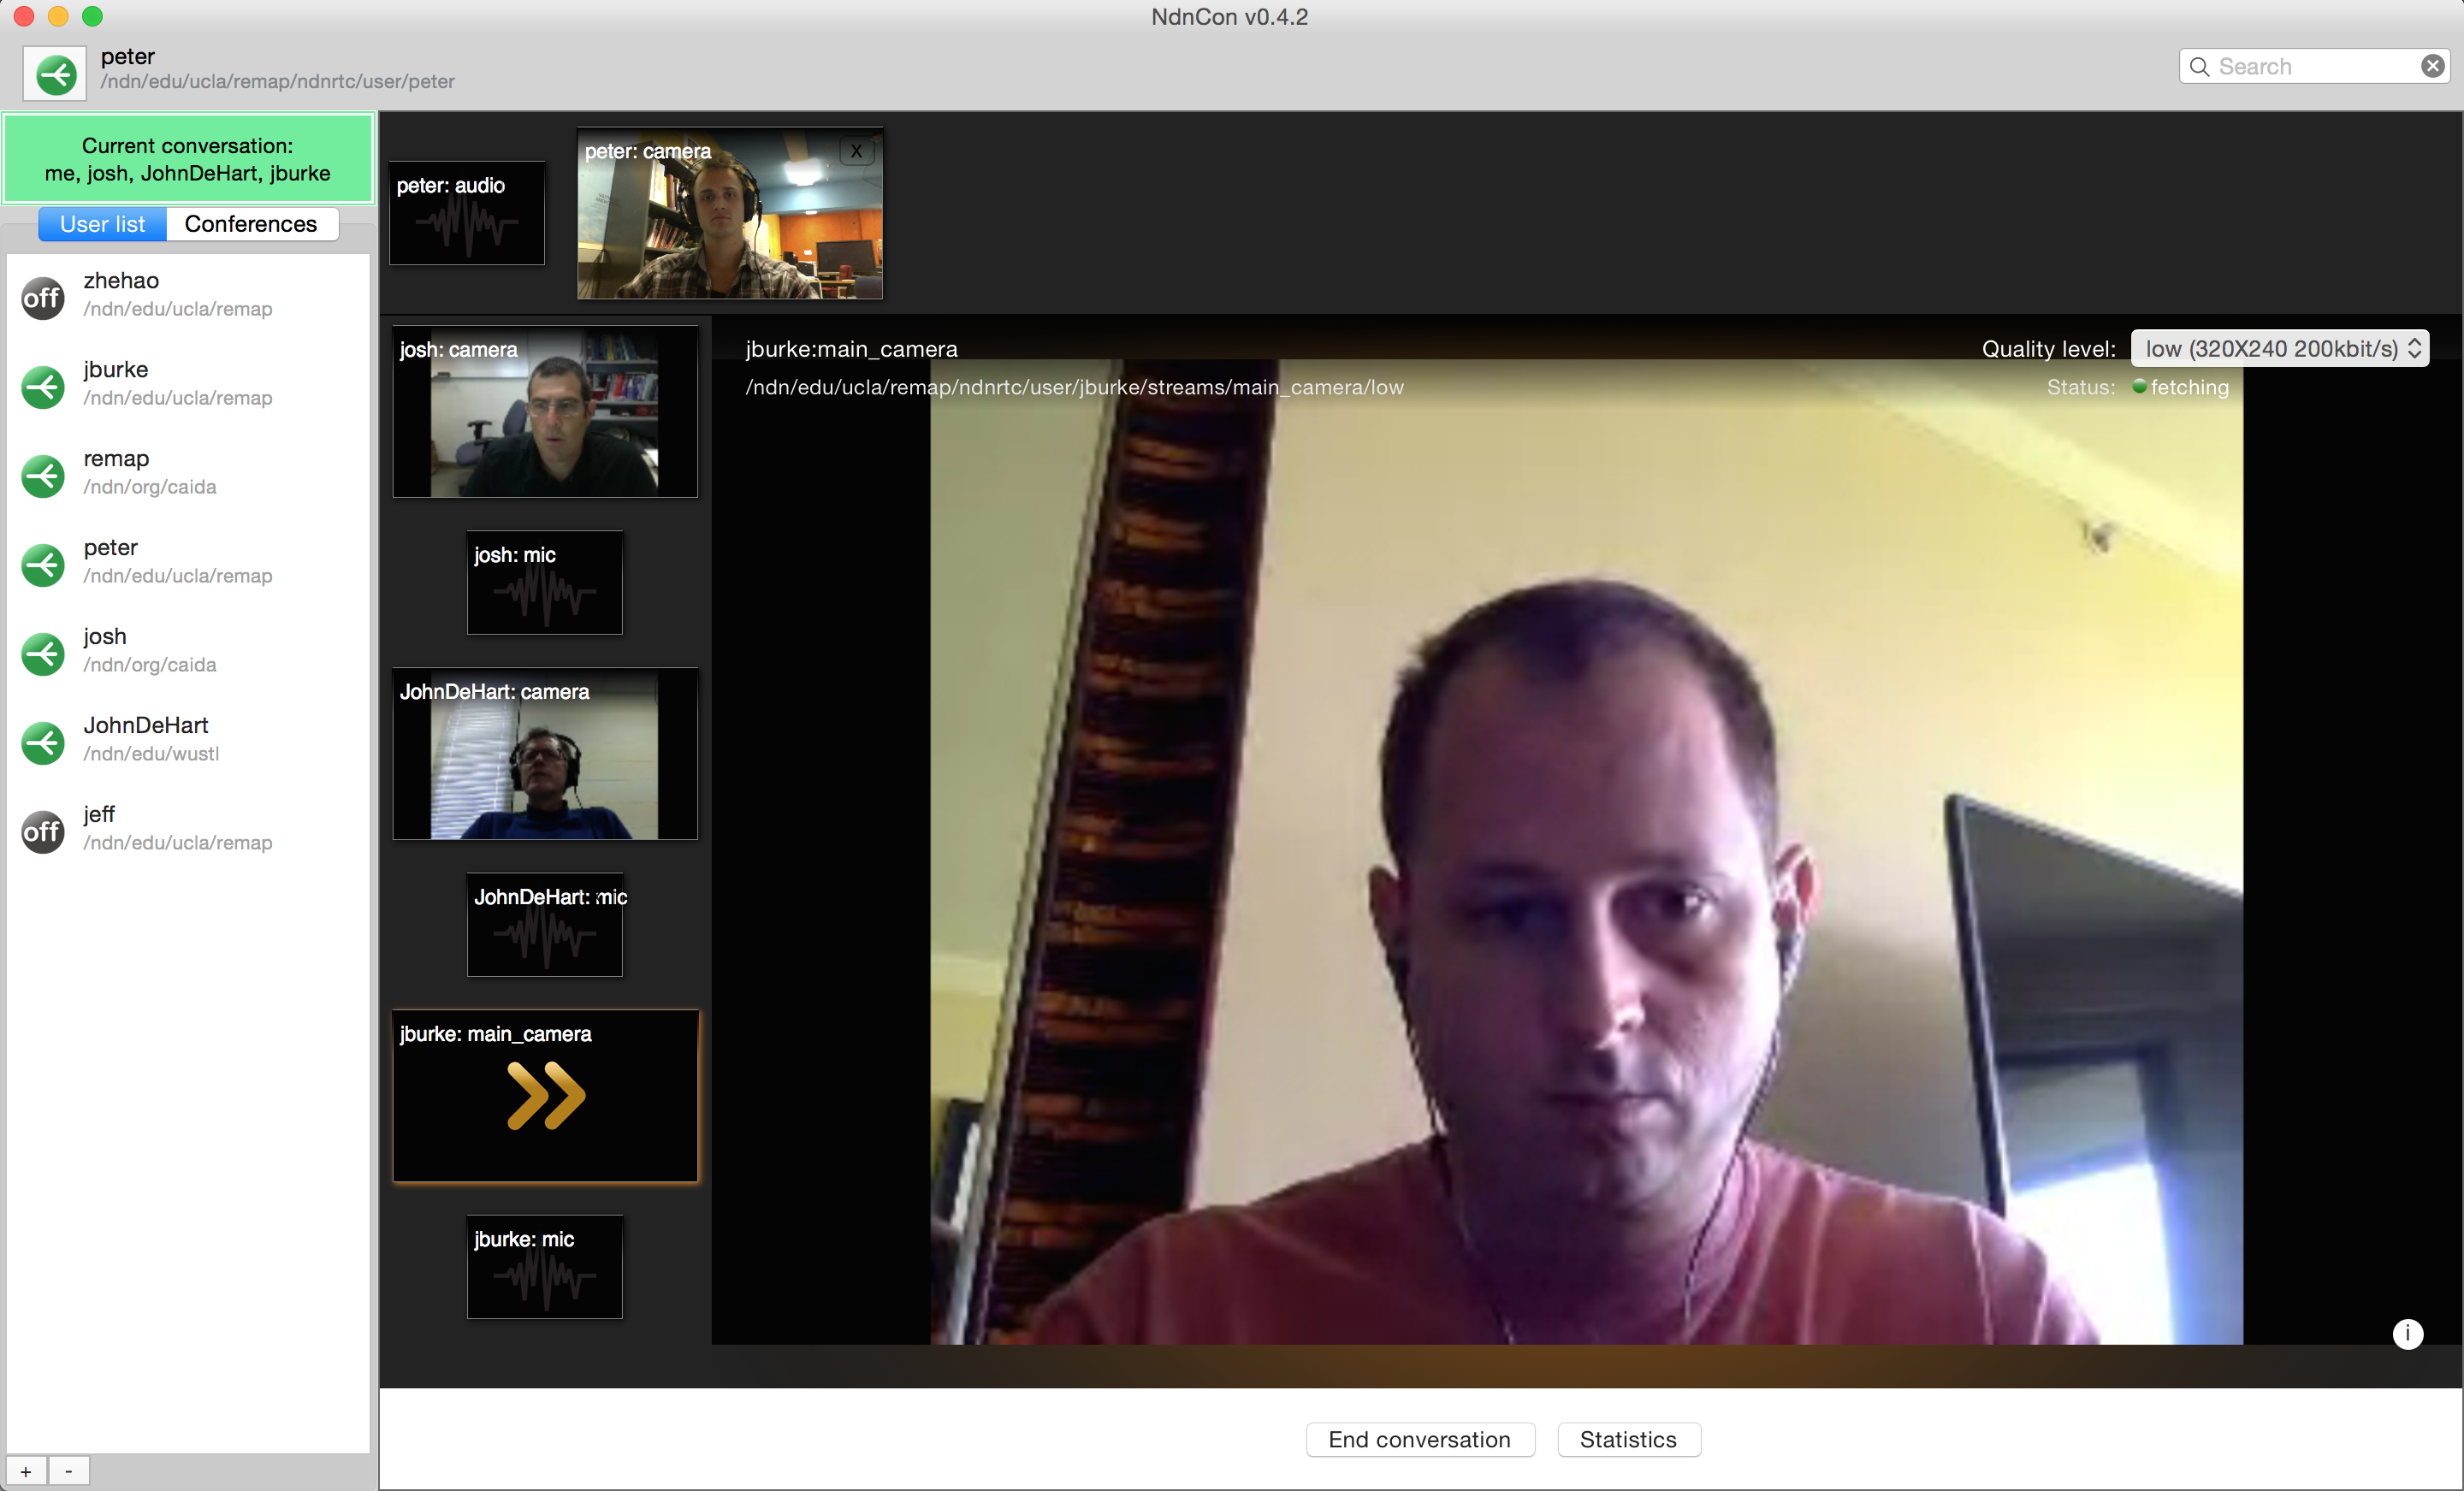 NdnCon v0.4.2
peter
/ndn/edu/ucla/remap/ndnrtc/user/peter
Search
Current conversation:
me, josh, JohnDeHart, jburke
User list
Conferences
off
zhehao
/ndn/edu/ucla/remap
jburke
/ndn/edu/ucla/remap
remap
/ndn/org/caida
peter
/ndn/edu/ucla/remap
josh
/ndn/org/caida
JohnDeHart
/ndn/edu/wustl
off
jeff
/ndn/edu/ucla/remap
+
-
peter: audio
peter: camera
X
josh: camera
josh: mic
JohnDeHart: camera
JohnDeHart: mic
jburke: main_camera
jburke: mic
jburke:main_camera
/ndn/edu/ucla/remap/ndnrtc/user/jburke/streams/main_camera/low
Quality level:
low (320X240 200kbit/s)
Status:
fetching
i
End conversation
Statistics